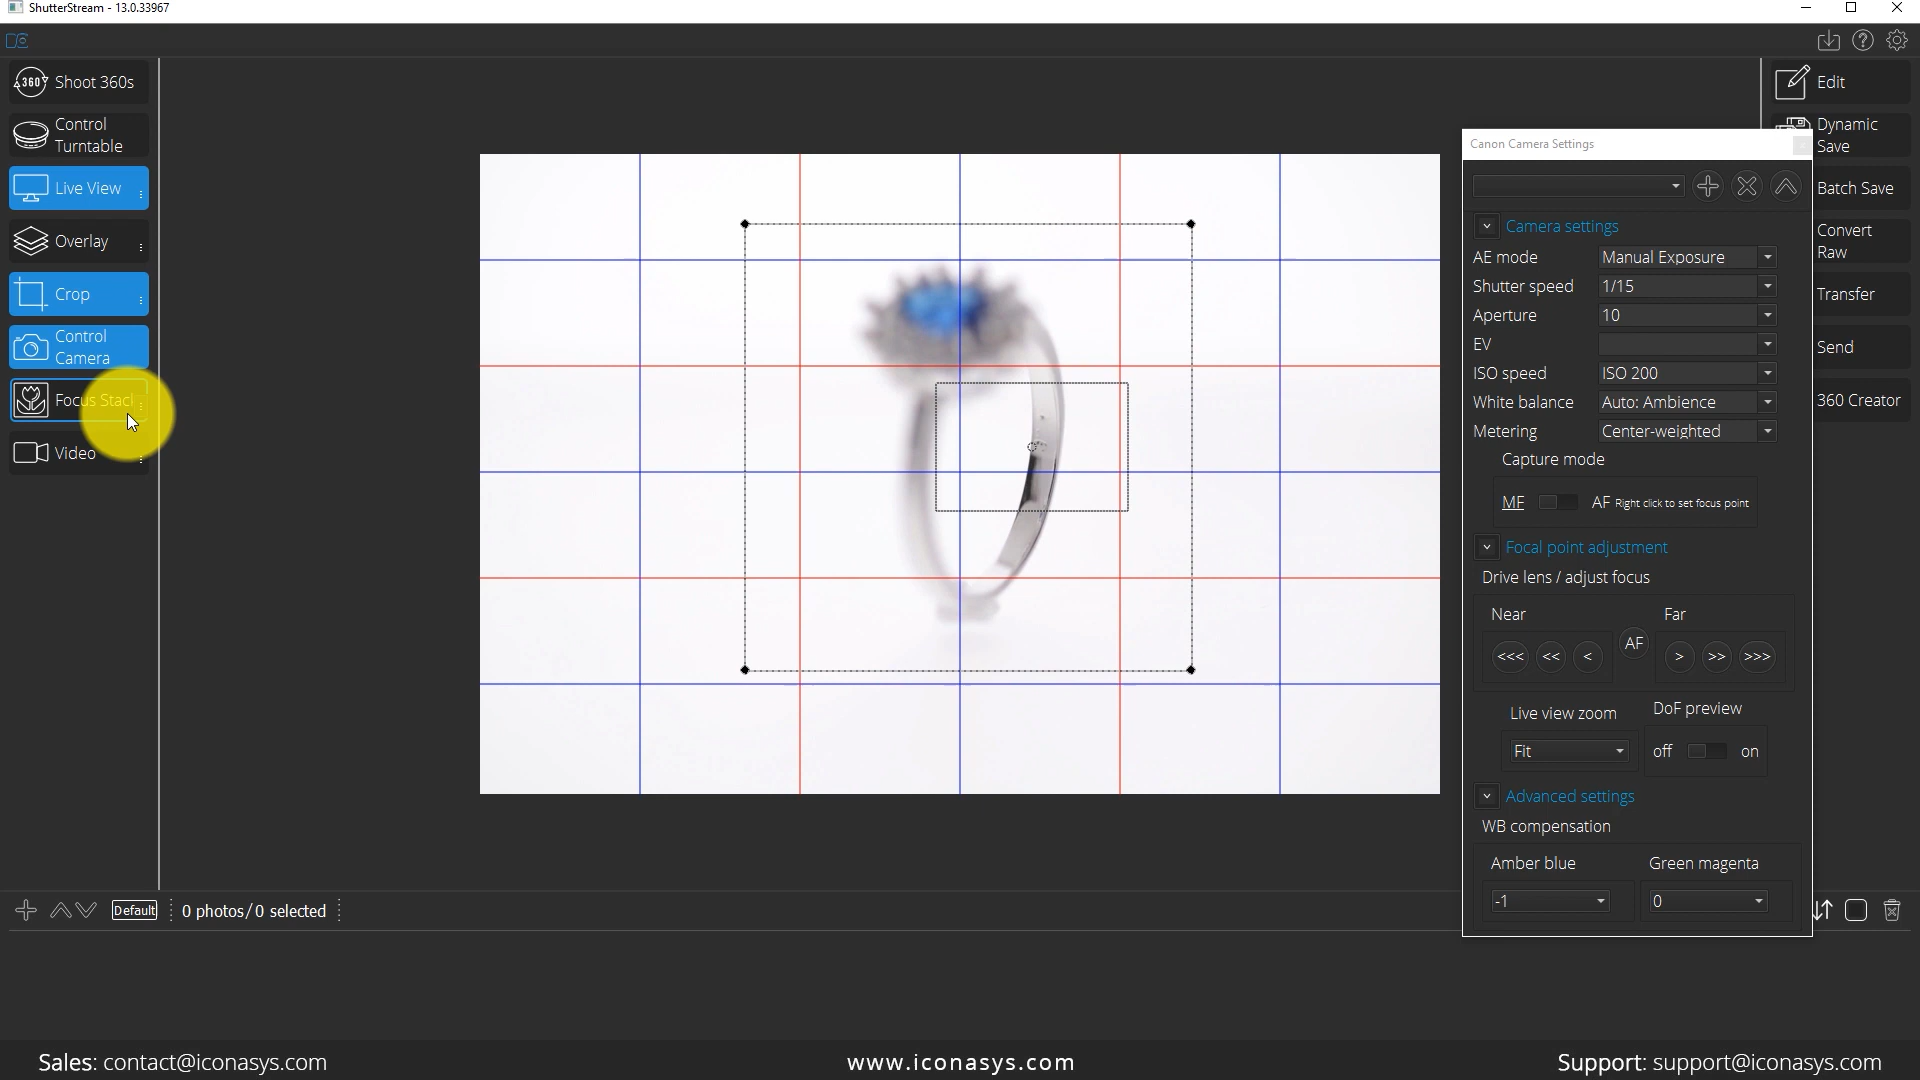 ShutterStream - 13.0.33967
Shoot 360s
Control
Turntable
Live View
Overlay
Crop
Control
Camera
Focus Stacl
Video
Edit
Dynamic
Save
Batch Save
Convert
Raw
Transfer
Send
360 Creator
Canon Camera Settings
Camera settings
AE mode Manual Exposure
Shutter speed 1/15
Aperture 10
EV
ISO speed ISO 200
White balance Auto: Ambience
Metering Center-weighted
Capture mode
MF AF Right click to set focus point
Focal point adjustment
Drive lens / adjust focus
Near Far
<<< << < AF > >> >>>
Live view zoom DoF preview
Fit off on
Advanced settings
WB compensation
Amber blue Green magenta
-1 0
Default 0 photos/0 selected
Sales: contact@iconasys.com
www.iconasys.com
Support: support@iconasys.com